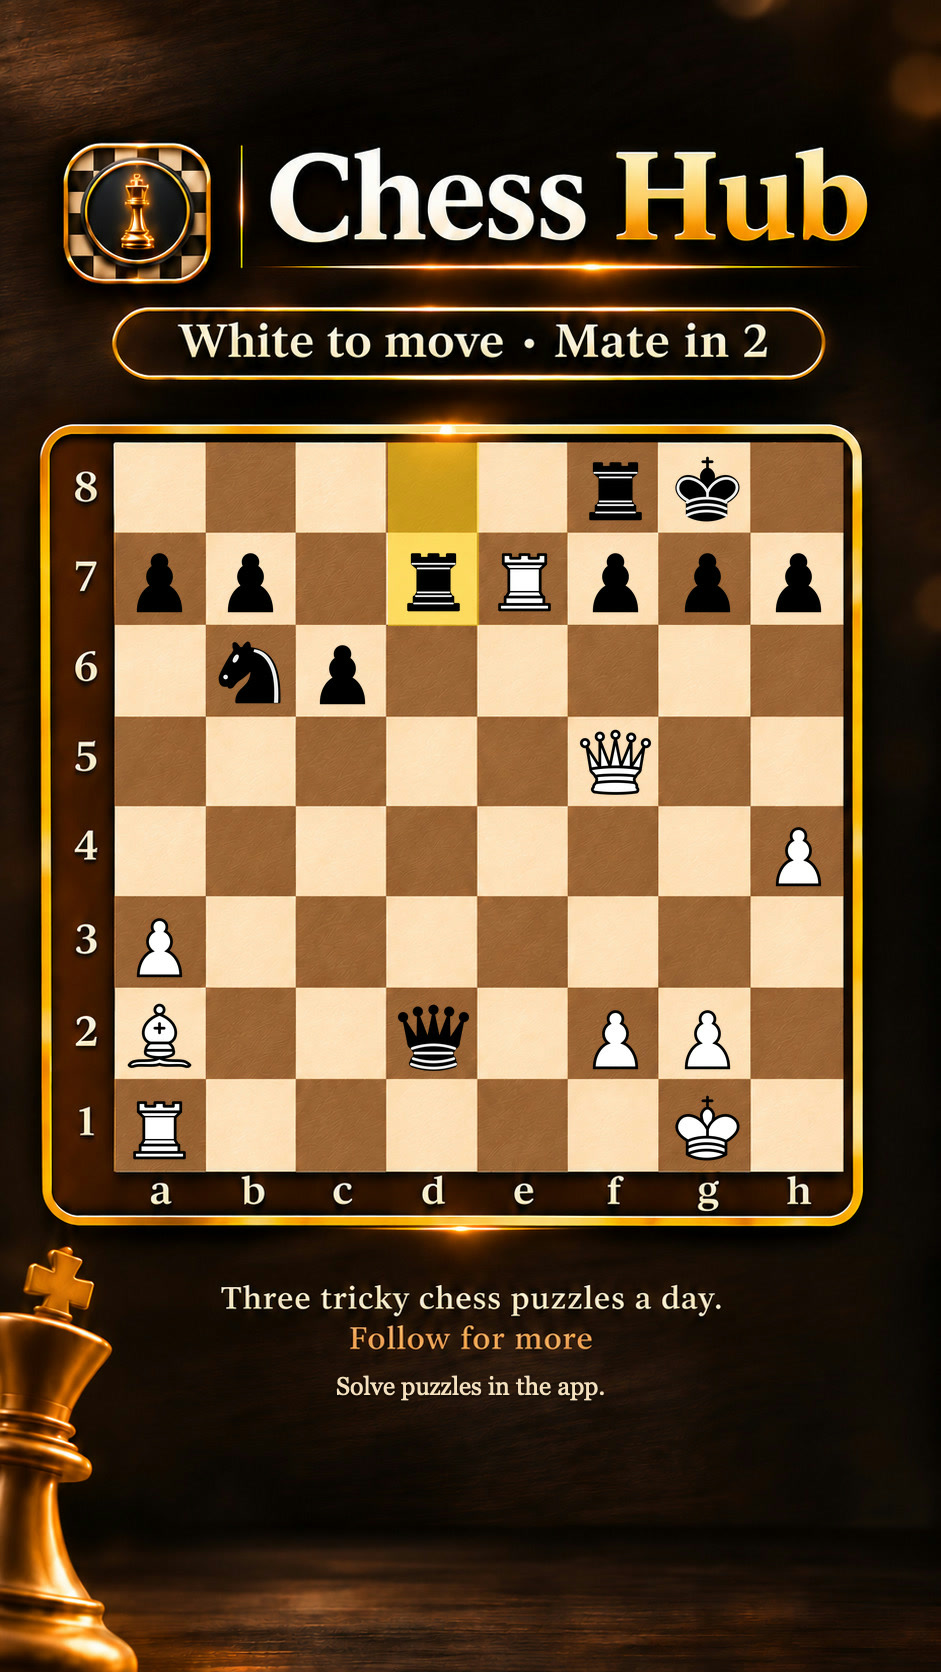 Chess Hub
White to move • Mate in 2
8
7
6
5
4
3
2
1
a b c d e f g h
Three tricky chess puzzles a day.
Follow for more
Solve puzzles in the app.